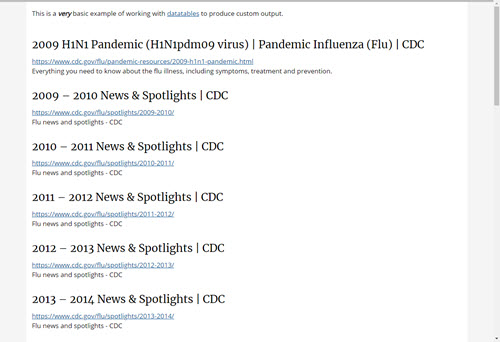 This is a very basic example of working with datatables to produce custom output.
2009 H1N1 Pandemic (H1N1pdm09 virus) | Pandemic Influenza (Flu) | CDC
https://www.cdc.gov/flu/pandemic-resources/2009-h1n1-pandemic.html
Everything you need to know about the flu illness, including symptoms, treatment and prevention.
2009 – 2010 News & Spotlights | CDC
https://www.cdc.gov/flu/spotlights/2009-2010/
Flu news and spotlights - CDC
2010 – 2011 News & Spotlights | CDC
https://www.cdc.gov/flu/spotlights/2010-2011/
Flu news and spotlights - CDC
2011 – 2012 News & Spotlights | CDC
https://www.cdc.gov/flu/spotlights/2011-2012/
Flu news and spotlights - CDC
2012 – 2013 News & Spotlights | CDC
https://www.cdc.gov/flu/spotlights/2012-2013/
Flu news and spotlights - CDC
2013 – 2014 News & Spotlights | CDC
https://www.cdc.gov/flu/spotlights/2013-2014/
Flu news and spotlights - CDC